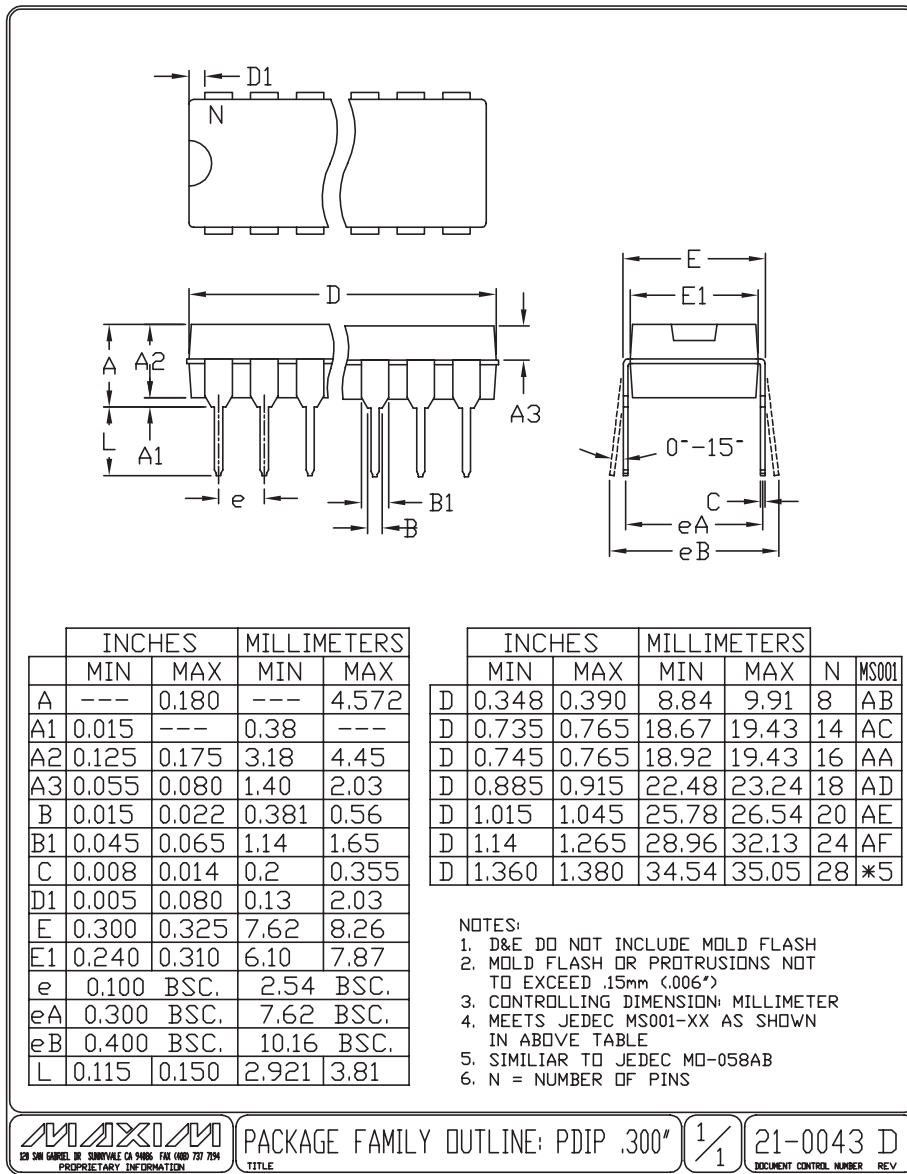 D1
N
E
D
E1
A
A2
A3
L
A1
0°-15°
e
B1
B
C
eA
eB
INCHES MILLIMETERS
MIN MAX MIN MAX
A --- 0.180 --- 4.572
A1 0.015 --- 0.38 ---
A2 0.125 0.175 3.18 4.45
A3 0.055 0.080 1.40 2.03
B 0.015 0.022 0.381 0.56
B1 0.045 0.065 1.14 1.65
C 0.008 0.014 0.2 0.355
D1 0.005 0.080 0.13 2.03
E 0.300 0.325 7.62 8.26
E1 0.240 0.310 6.10 7.87
e 0.100 BSC. 2.54 BSC.
eA 0.300 BSC. 7.62 BSC.
eB 0.400 BSC. 10.16 BSC.
L 0.115 0.150 2.921 3.81
INCHES MILLIMETERS
MIN MAX MIN MAX N MS001
D 0.348 0.390 8.84 9.91 8 AB
D 0.735 0.765 18.67 19.43 14 AC
D 0.745 0.765 18.92 19.43 16 AA
D 0.885 0.915 22.48 23.24 18 AD
D 1.015 1.045 25.78 26.54 20 AE
D 1.14 1.265 28.96 32.13 24 AF
D 1.360 1.380 34.54 35.05 28 *5
NOTES:
1. D&E DO NOT INCLUDE MOLD FLASH
2. MOLD FLASH OR PROTRUSIONS NOT
TO EXCEED .15mm (.006")
3. CONTROLLING DIMENSION: MILLIMETER
4. MEETS JEDEC MS001-XX AS SHOWN
IN ABOVE TABLE
5. SIMILIAR TO JEDEC MO-058AB
6. N = NUMBER OF PINS
MAXIM
120 SAN GABRIEL DR SUNNYVALE CA 94086 FAX (408) 737 7194
PROPRIETARY INFORMATION
PACKAGE FAMILY OUTLINE: PDIP .300"
TITLE
1/1
21-0043 D
DOCUMENT CONTROL NUMBER REV